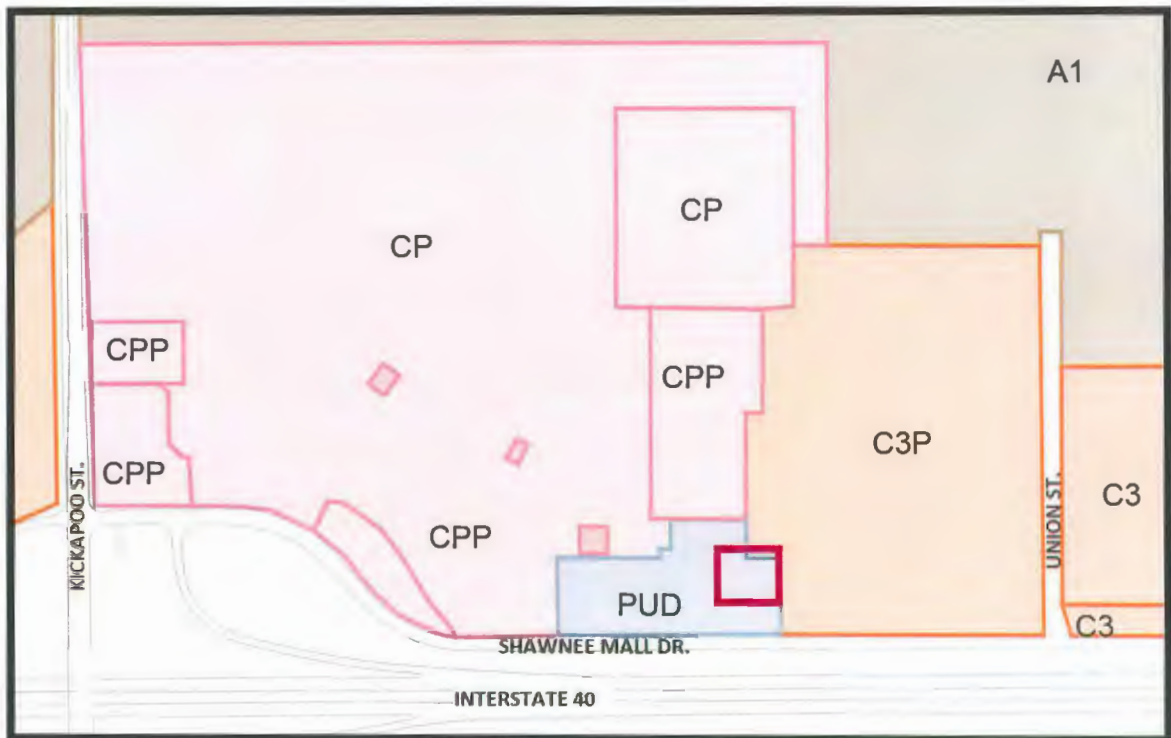 A1
CP
CP
CPP
CPP
CPP
C3P
CPP
C3
CPP
PUD
C3
KICKAPOO ST.
UNION ST.
SHAWNEE MALL DR.
INTERSTATE 40